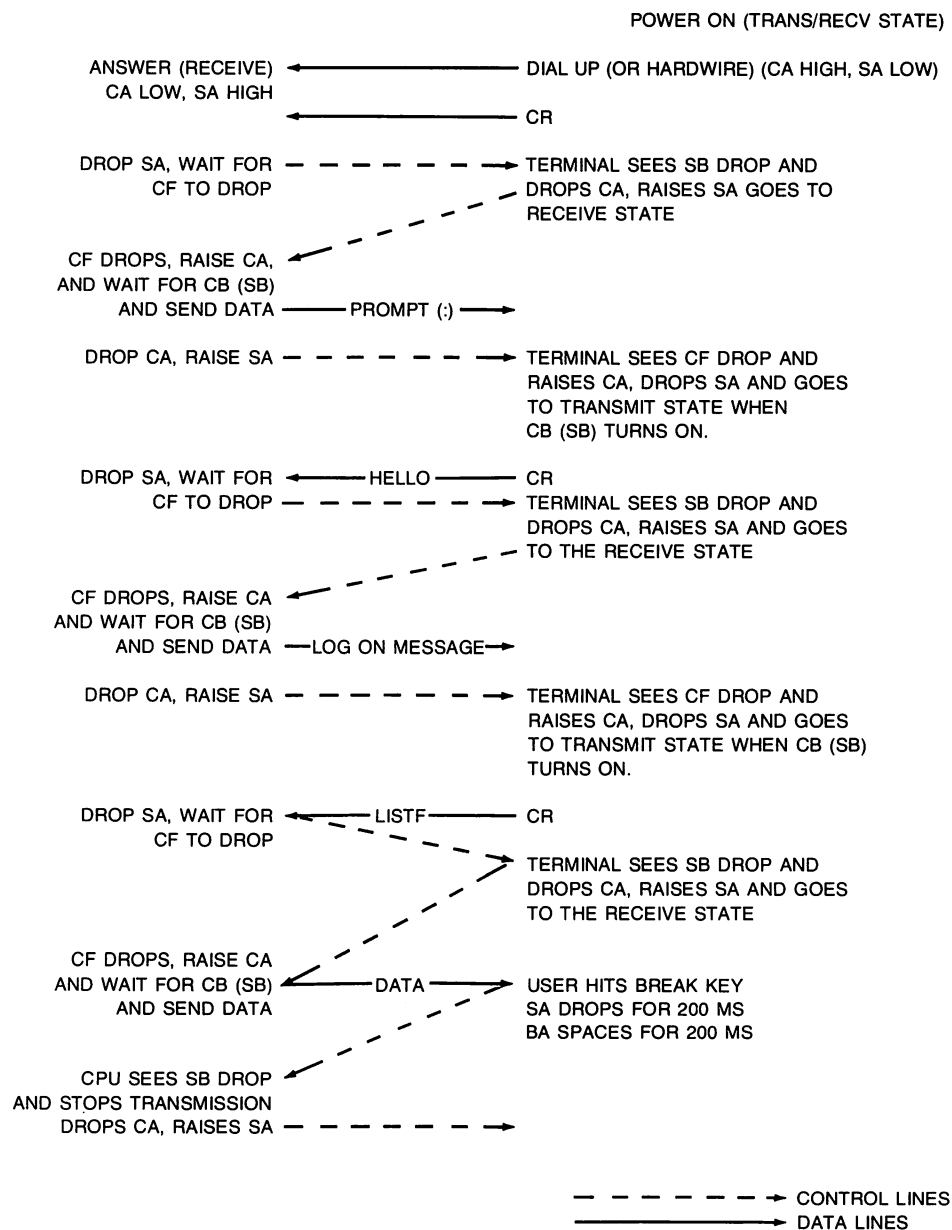 POWER ON (TRANS/RECV STATE)
ANSWER (RECEIVE)
CA LOW, SA HIGH
DIAL UP (OR HARDWIRE) (CA HIGH, SA LOW)
CR
DROP SA, WAIT FOR
CF TO DROP
TERMINAL SEES SB DROP AND
DROPS CA, RAISES SA GOES TO
RECEIVE STATE
CF DROPS, RAISE CA,
AND WAIT FOR CB (SB)
AND SEND DATA
PROMPT (:)
DROP CA, RAISE SA
TERMINAL SEES CF DROP AND
RAISES CA, DROPS SA AND GOES
TO TRANSMIT STATE WHEN
CB (SB) TURNS ON.
DROP SA, WAIT FOR
CF TO DROP
HELLO
CR
TERMINAL SEES SB DROP AND
DROPS CA, RAISES SA AND GOES
TO THE RECEIVE STATE
CF DROPS, RAISE CA
AND WAIT FOR CB (SB)
AND SEND DATA
LOG ON MESSAGE
DROP CA, RAISE SA
TERMINAL SEES CF DROP AND
RAISES CA, DROPS SA AND GOES
TO TRANSMIT STATE WHEN CB (SB)
TURNS ON.
DROP SA, WAIT FOR
CF TO DROP
LISTF
CR
TERMINAL SEES SB DROP AND
DROPS CA, RAISES SA AND GOES
TO THE RECEIVE STATE
CF DROPS, RAISE CA
AND WAIT FOR CB (SB)
AND SEND DATA
DATA
USER HITS BREAK KEY
SA DROPS FOR 200 MS
BA SPACES FOR 200 MS
CPU SEES SB DROP
AND STOPS TRANSMISSION
DROPS CA, RAISES SA
CONTROL LINES
DATA LINES